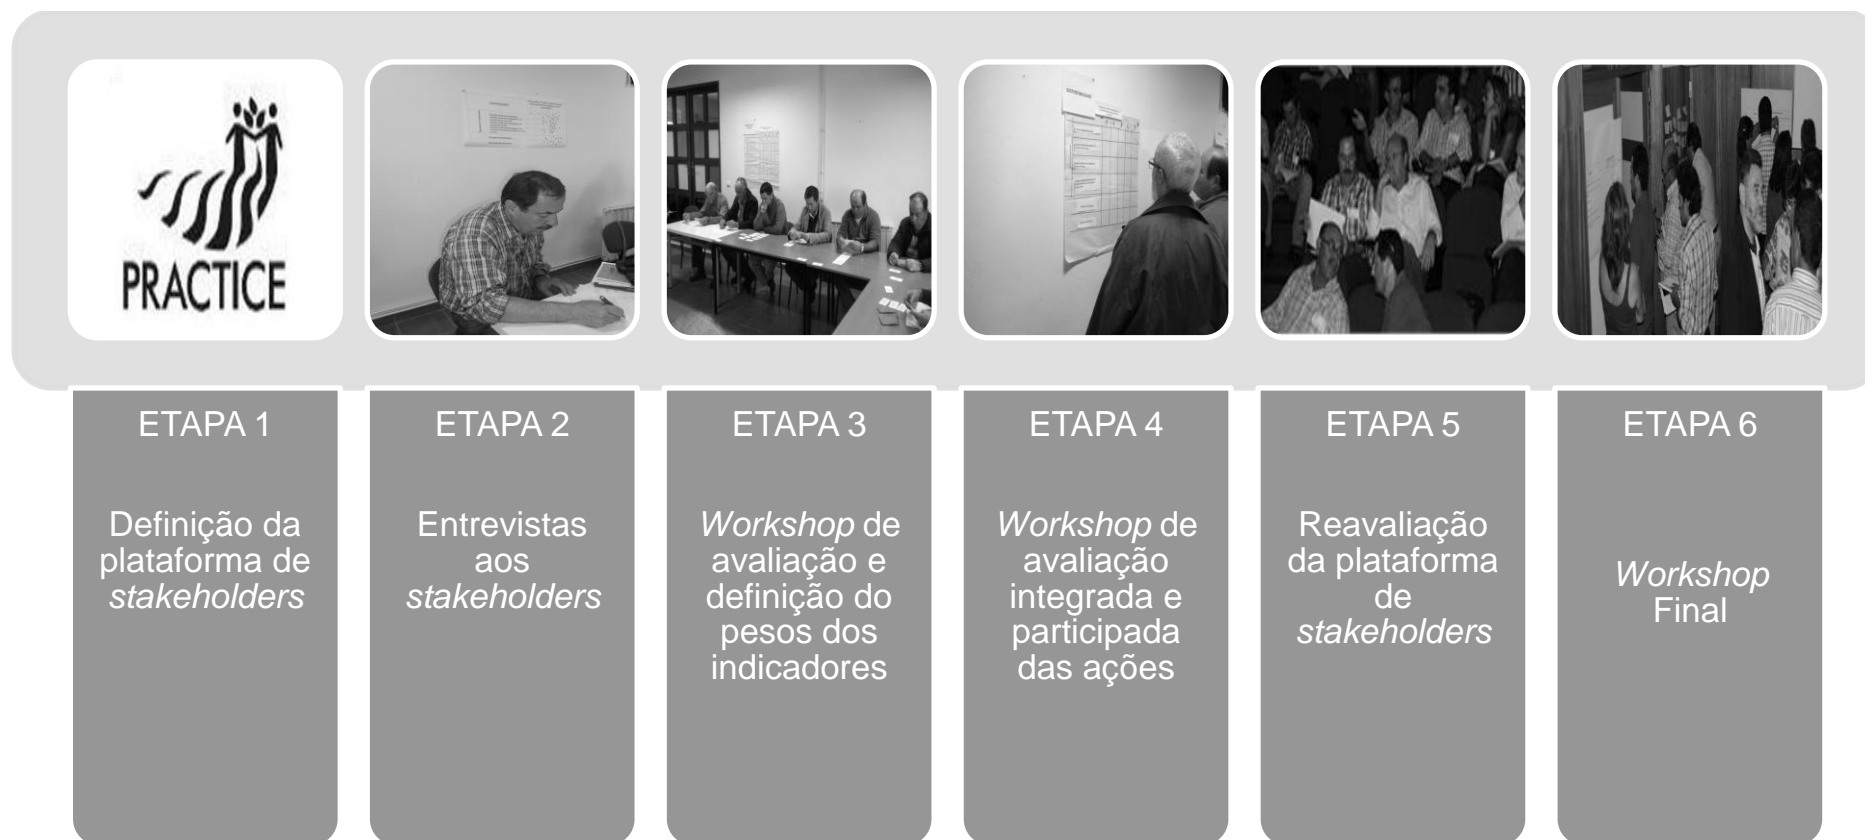 PRACTICE
ETAPA 1
Definição da
plataforma de
stakeholders
ETAPA 2
Entrevistas
aos
stakeholders
ETAPA 3
Workshop de
avaliação e
definição do
pesos dos
indicadores
ETAPA 4
Workshop de
avaliação
integrada e
participada
das ações
ETAPA 5
Reavaliação
da plataforma
de
stakeholders
ETAPA 6
Workshop
Final